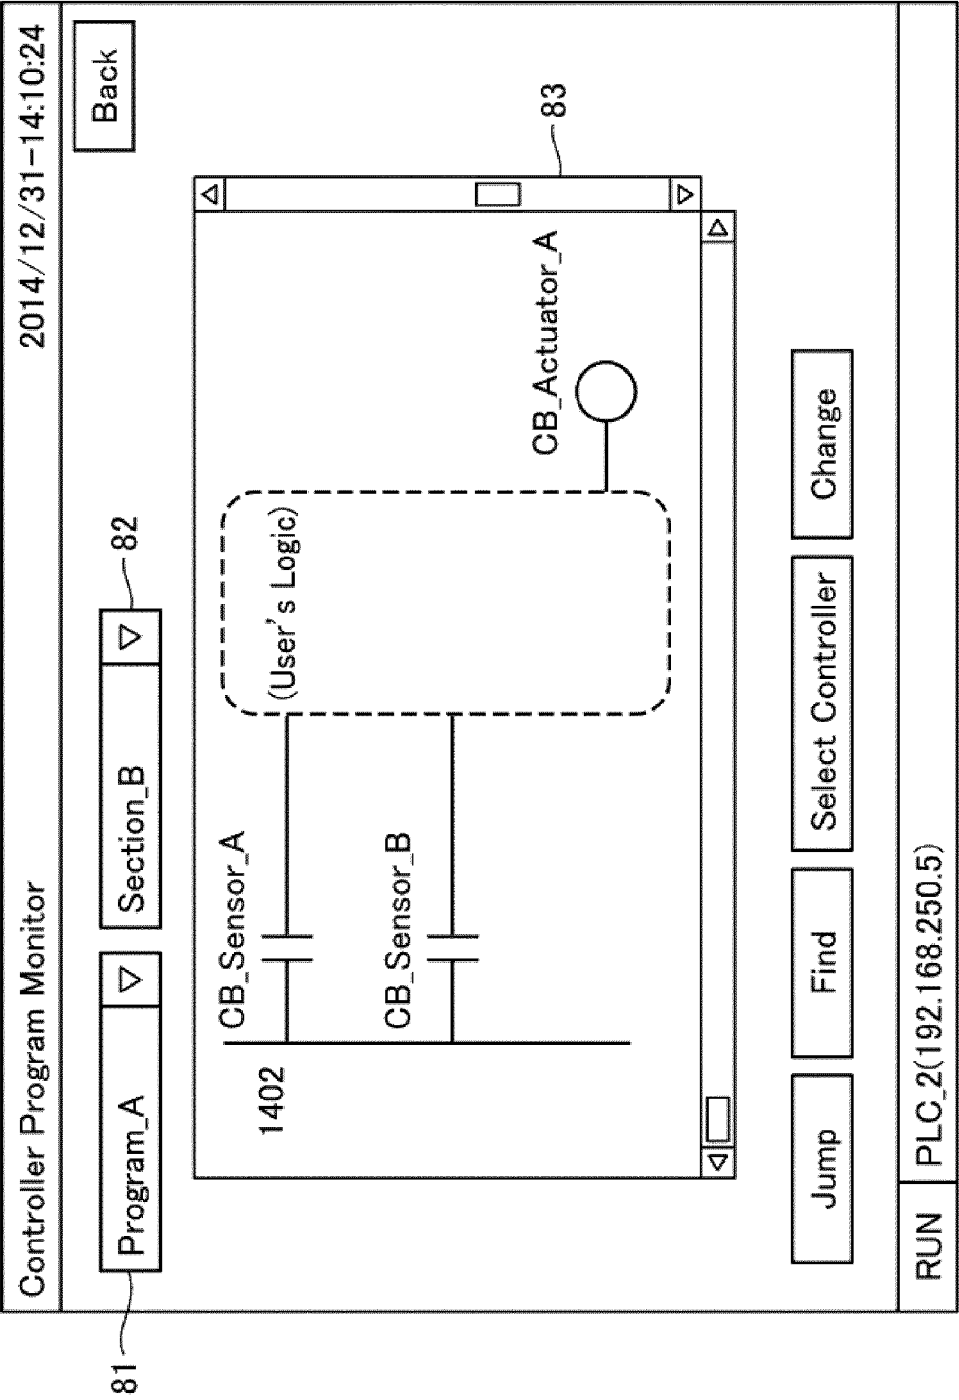 Controller Program Monitor 2014/12/31-14:10:24
Back
81
Program_A
Section_B
82
83
1402
CB_Sensor_A
(User's Logic)
CB_Sensor_B
CB_Actuator_A
Jump
Find
Select Controller
Change
RUN PLC_2(192.168.250.5)